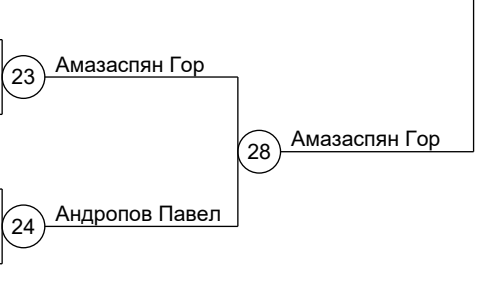 23 Амазаспян Гор
28 Амазаспян Гор
24 Андропов Павел